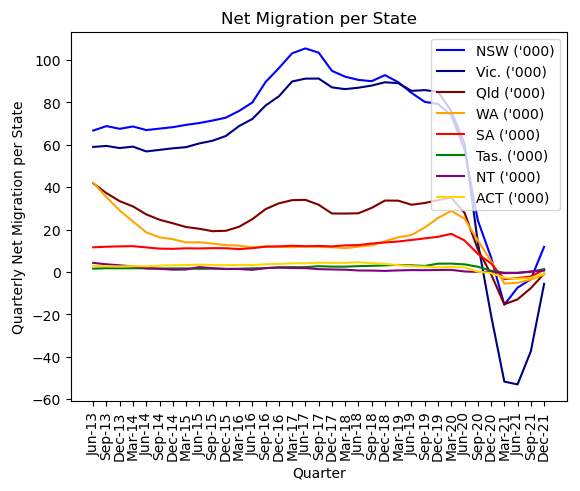 Net Migration per State
NSW ('000)
Vic. ('000)
Qld ('000)
WA ('000)
SA ('000)
Tas. ('000)
NT ('000)
ACT ('000)
Quarterly Net Migration per State
100
80
60
40
20
0
−20
−40
−60
Jun-13
Sep-13
Dec-13
Mar-14
Jun-14
Sep-14
Dec-14
Mar-15
Jun-15
Sep-15
Dec-15
Mar-16
Jun-16
Sep-16
Dec-16
Mar-17
Jun-17
Sep-17
Dec-17
Mar-18
Jun-18
Sep-18
Dec-18
Mar-19
Jun-19
Sep-19
Dec-19
Mar-20
Jun-20
Sep-20
Dec-20
Mar-21
Jun-21
Sep-21
Dec-21
Quarter